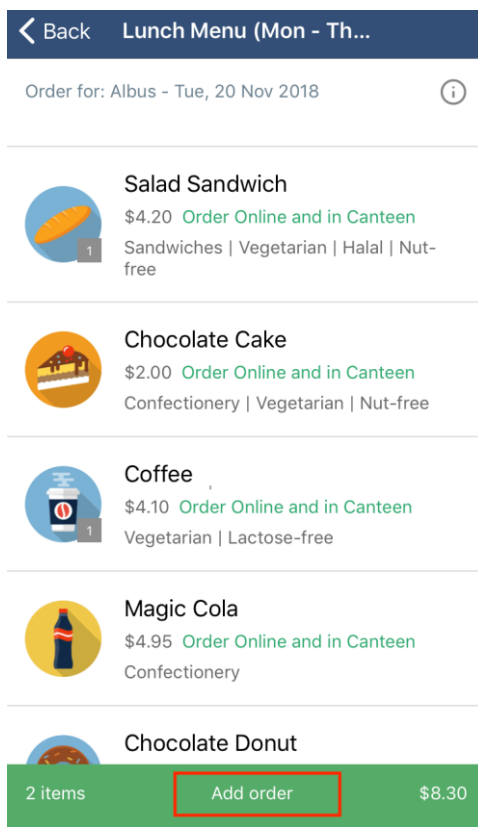 Back
Lunch Menu (Mon - Th...
Order for: Albus - Tue, 20 Nov 2018
i
Salad Sandwich
$4.20 Order Online and in Canteen
1
Sandwiches | Vegetarian | Halal | Nut-
free
Chocolate Cake
$2.00 Order Online and in Canteen
Confectionery | Vegetarian | Nut-free
Coffee
$4.10 Order Online and in Canteen
1
Vegetarian | Lactose-free
Magic Cola
$4.95 Order Online and in Canteen
Confectionery
Chocolate Donut
2 items
Add order
$8.30